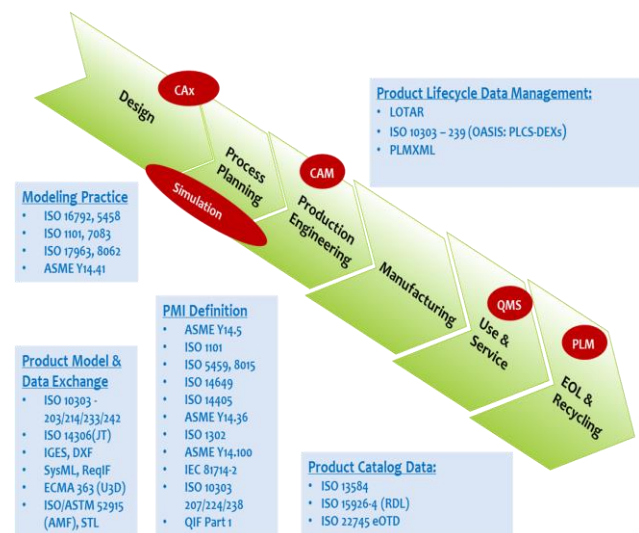 Design
CAx
Process
Planning
Simulation
CAM
Production
Engineering
Manufacturing
QMS
Use &
Service
PLM
EOL &
Recycling
Product Lifecycle Data Management:
• LOTAR
• ISO 10303 – 239 (OASIS: PLCS-DEXs)
• PLMXML
Modeling Practice
• ISO 16792, 5458
• ISO 1101, 7083
• ISO 17963, 8062
• ASME Y14.41
PMI Definition
• ASME Y14.5
• ISO 1101
• ISO 5459, 8015
• ISO 14649
• ISO 14405
• ASME Y14.36
• ISO 1302
• ASME Y14.100
• IEC 81714-2
• ISO 10303
207/224/238
• QIF Part 1
Product Model &
Data Exchange
• ISO 10303 -
203/214/233/242
• ISO 14306(JT)
• IGES, DXF
• SysML, ReqIF
• ECMA 363 (U3D)
• ISO/ASTM 52915
(AMF), STL
Product Catalog Data:
• ISO 13584
• ISO 15926-4 (RDL)
• ISO 22745 eOTD